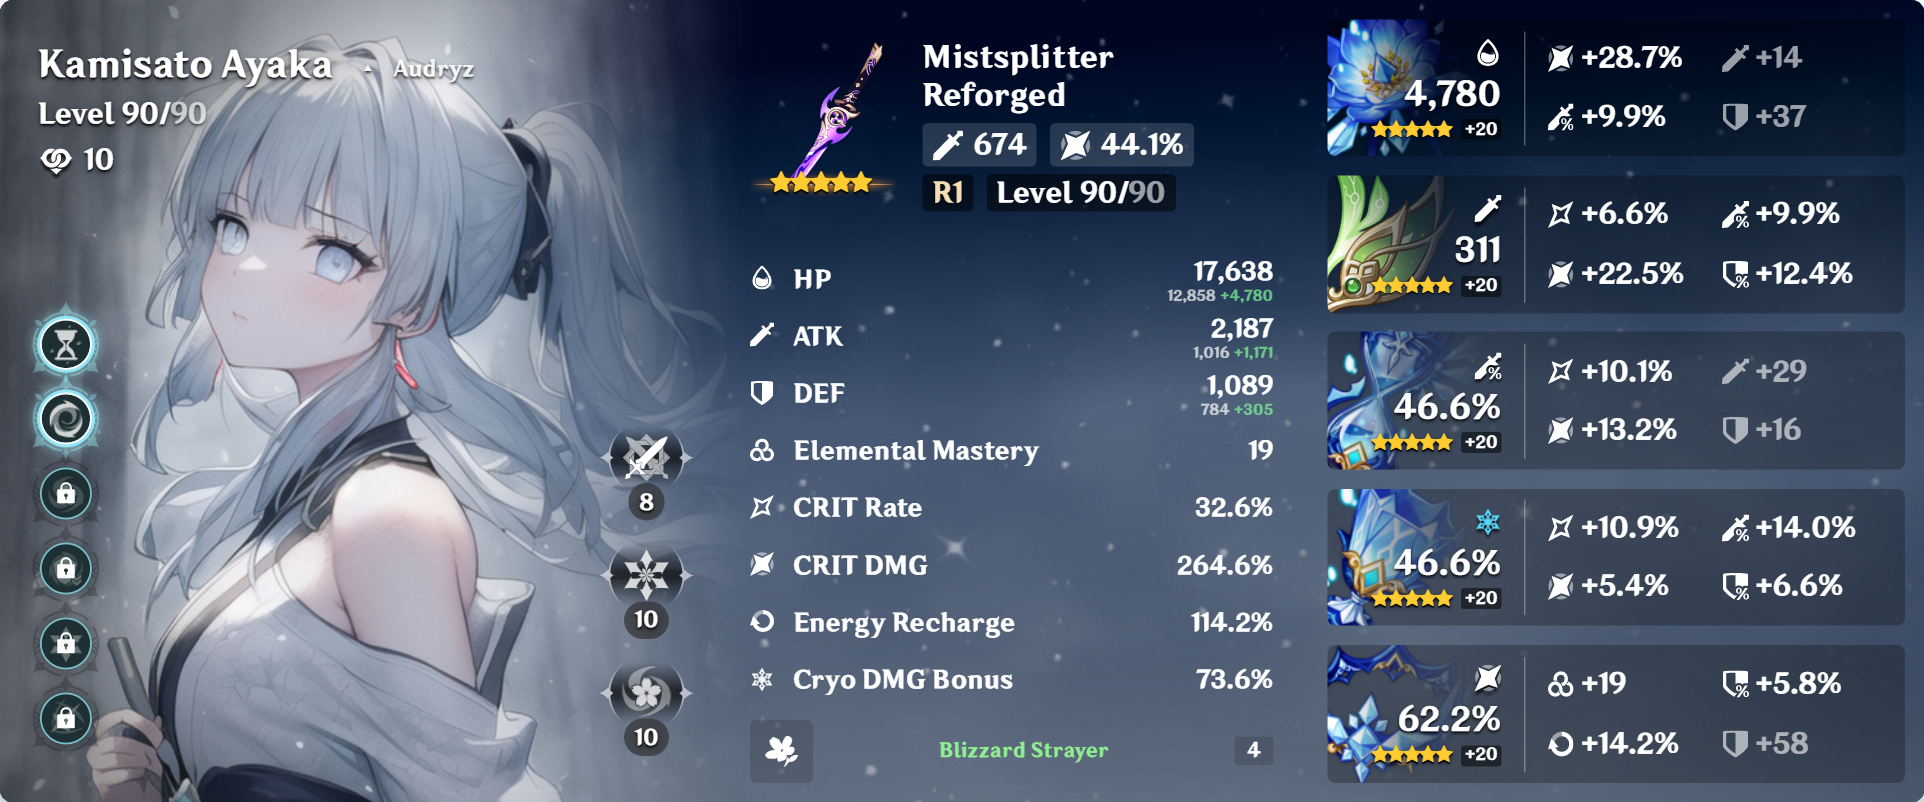 Kamisato Ayaka · Audryz
Level 90/90
10
8
10
10
Mistsplitter
Reforged
674 44.1%
R1 Level 90/90
HP 17,638
12,858 +4,780
ATK 2,187
1,016 +1,171
DEF 1,089
784 +305
Elemental Mastery 19
CRIT Rate 32.6%
CRIT DMG 264.6%
Energy Recharge 114.2%
Cryo DMG Bonus 73.6%
Blizzard Strayer 4
4,780
+20
+28.7% +14
+9.9% +37
311
+20
+6.6% +9.9%
+22.5% +12.4%
46.6%
+20
+10.1% +29
+13.2% +16
46.6%
+20
+10.9% +14.0%
+5.4% +6.6%
62.2%
+20
+19 +5.8%
+14.2% +58